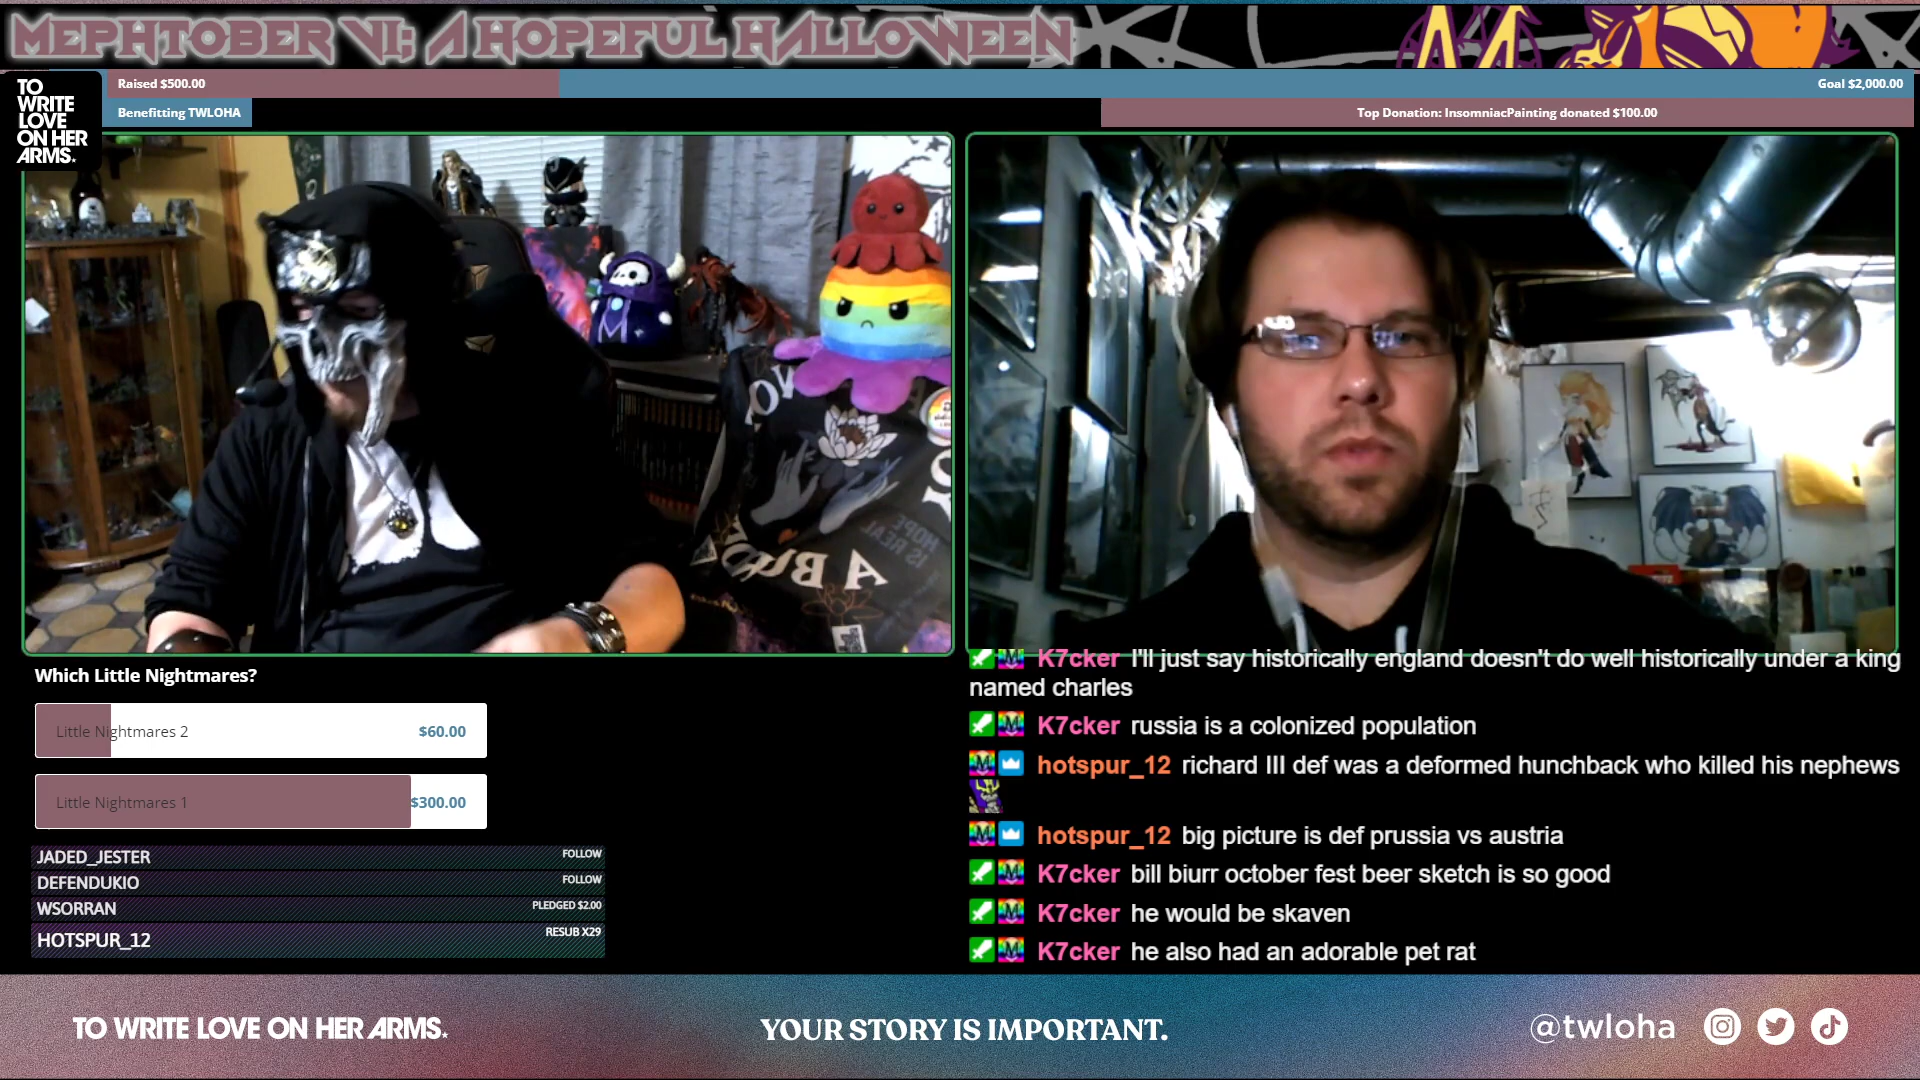 MEPHTOBER VI: A HOPEFUL HALLOWEEN
TO
WRITE
LOVE
ON HER
ARMS.
Raised $500.00
Goal $2,000.00
Benefitting TWLOHA
Top Donation: InsomniacPainting donated $100.00
HOPE
IS REAL
Which Little Nightmares?
Little Nightmares 2 $60.00
Little Nightmares 1 $300.00
JADED_JESTER FOLLOW
DEFENDUKIO FOLLOW
WSORRAN PLEDGED $2.00
HOTSPUR_12 RESUB X29
K7cker I'll just say historically england doesn't do well historically under a king
named charles
K7cker russia is a colonized population
hotspur_12 richard III def was a deformed hunchback who killed his nephews
hotspur_12 big picture is def prussia vs austria
K7cker bill biurr october fest beer sketch is so good
K7cker he would be skaven
K7cker he also had an adorable pet rat
TO WRITE LOVE ON HER ARMS.
YOUR STORY IS IMPORTANT.
@twloha